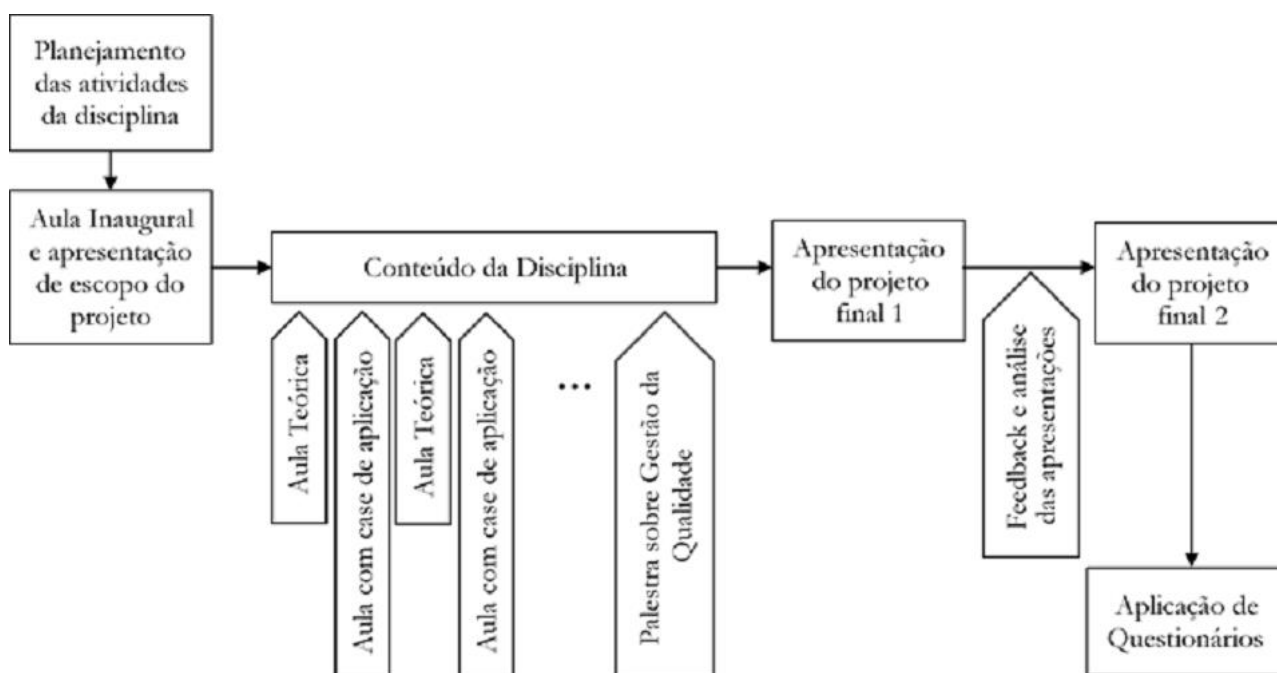 Planejamento
das atividades
da disciplina
Aula Inaugural
e apresentação
de escopo do
projeto
Conteúdo da Disciplina
Aula Teórica
Aula com case de aplicação
Aula Teórica
Aula com case de aplicação
...
Palestra sobre Gestão da
Qualidade
Apresentação
do projeto
final 1
Feedback e análise
das apresentações
Apresentação
do projeto
final 2
Aplicação de
Questionários